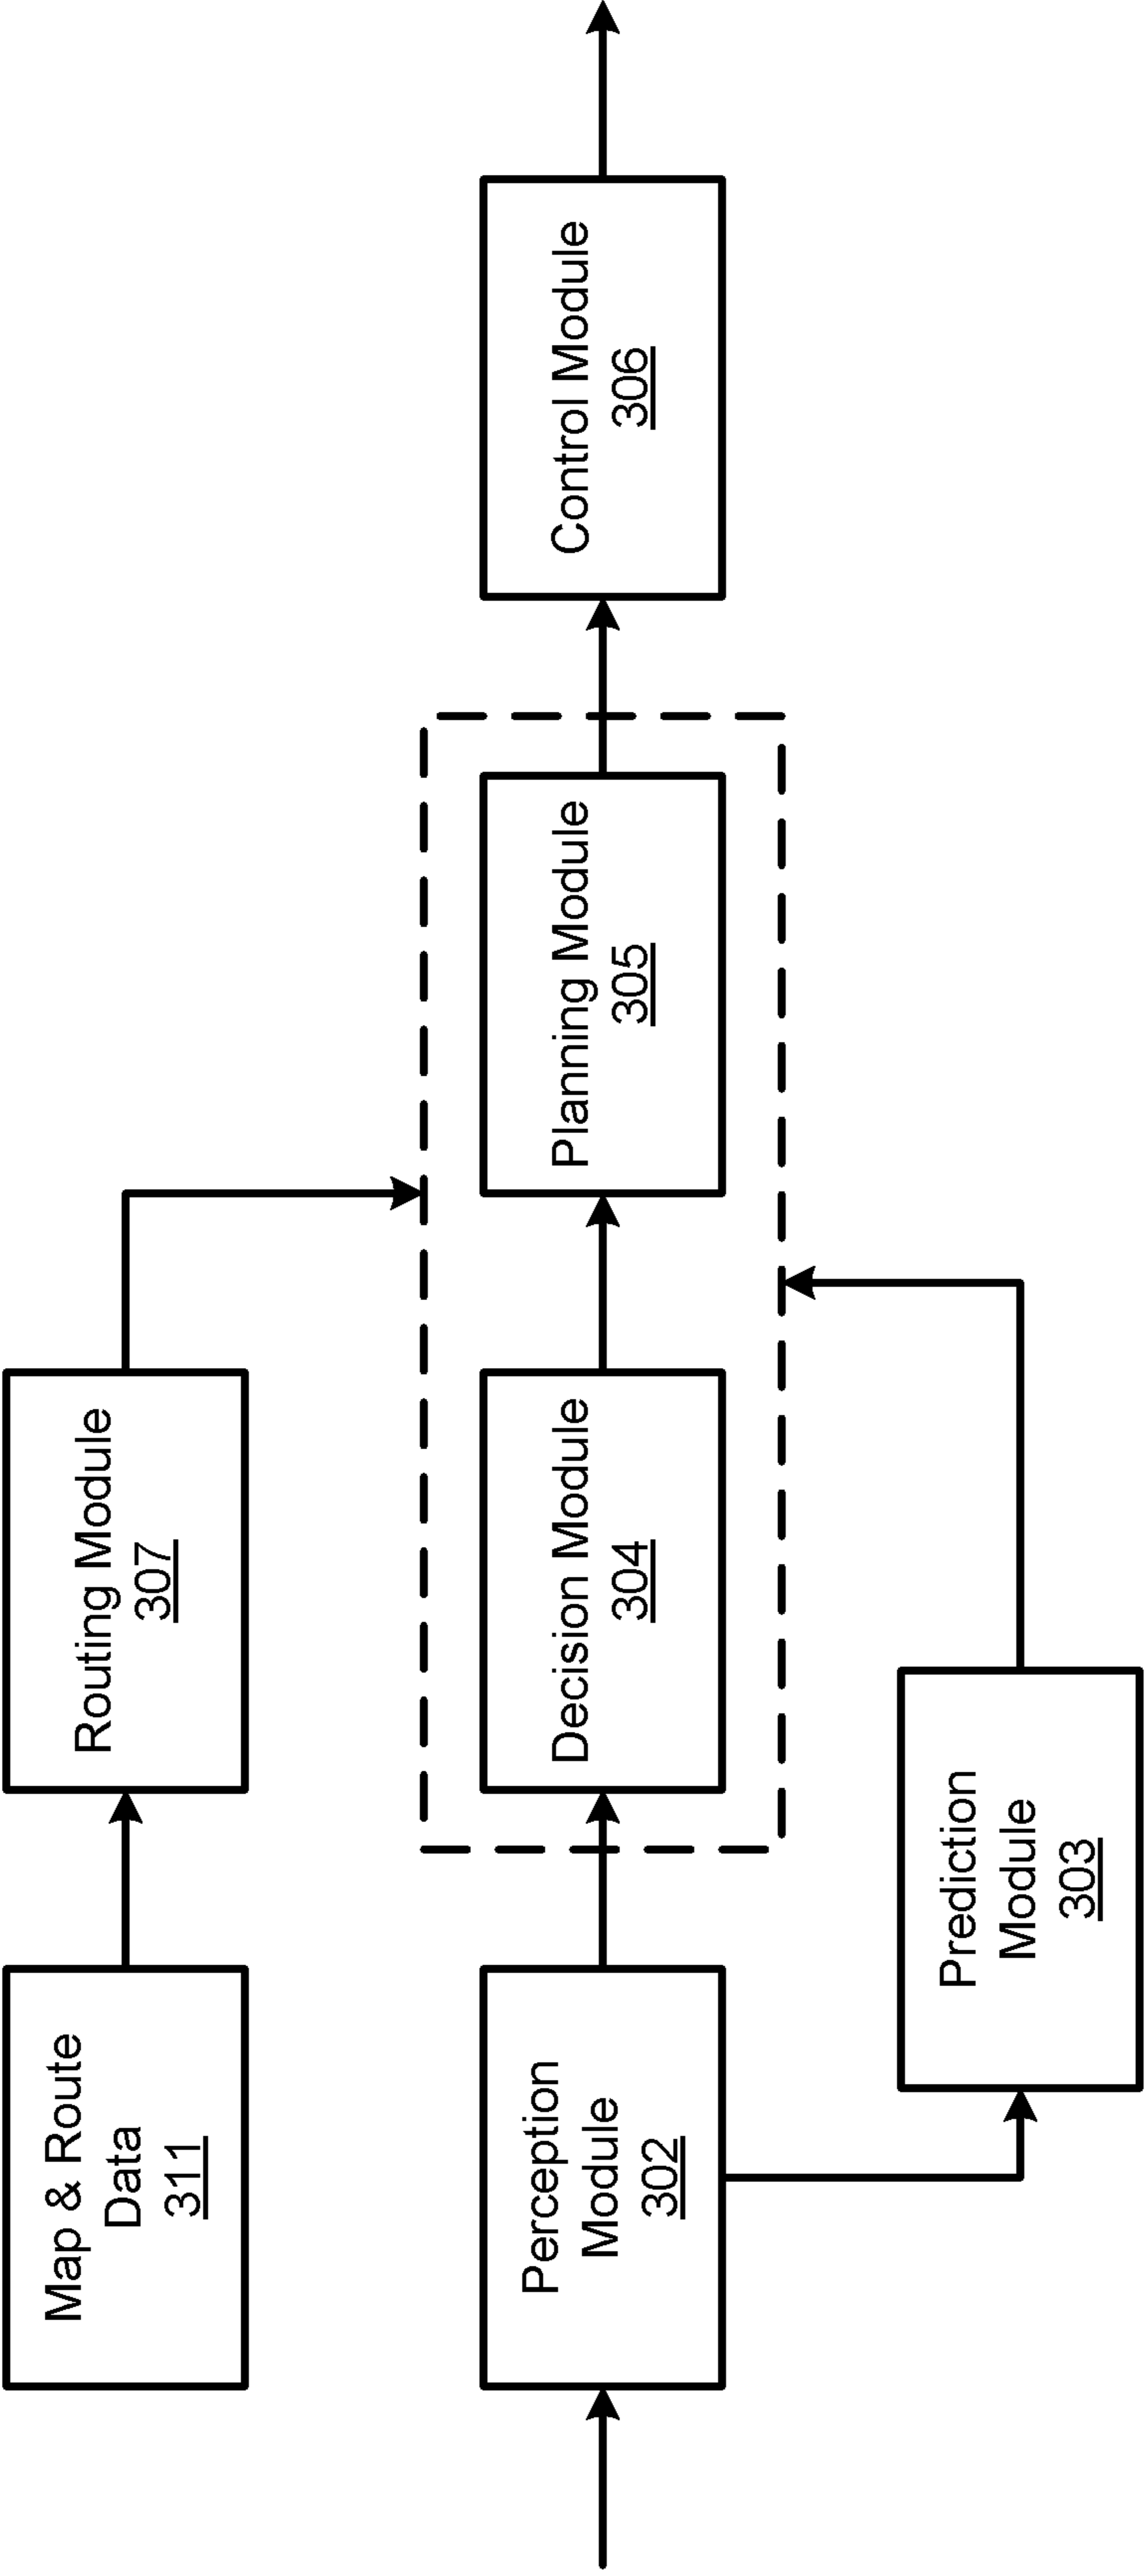 Map & Route
Data
311
Routing Module
307
Perception
Module
302
Decision Module
304
Planning Module
305
Control Module
306
Prediction
Module
303